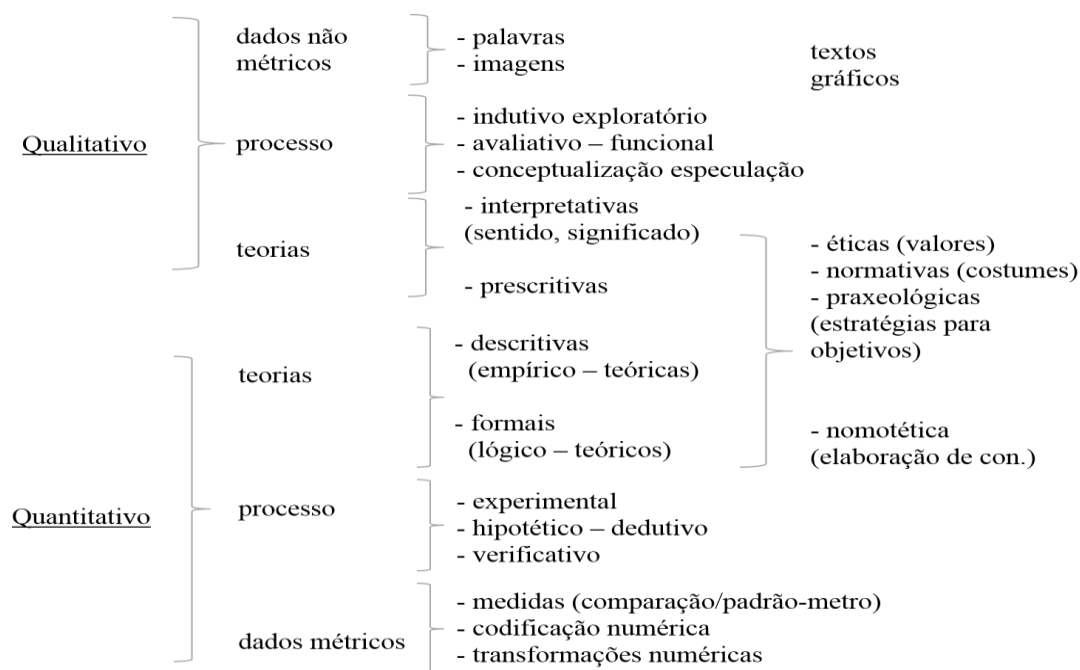 dados não
métricos
- palavras
- imagens
textos
gráficos
Qualitativo
processo
- indutivo exploratório
- avaliativo – funcional
- conceptualização especulação
teorias
- interpretativas
(sentido, significado)
- prescritivas
- éticas (valores)
- normativas (costumes)
- praxeológicas
(estratégias para
objetivos)
- nomotética
(elaboração de con.)
teorias
- descritivas
(empírico – teóricas)
- formais
(lógico – teóricos)
Quantitativo
processo
- experimental
- hipotético – dedutivo
- verificativo
dados métricos
- medidas (comparação/padrão-metro)
- codificação numérica
- transformações numéricas